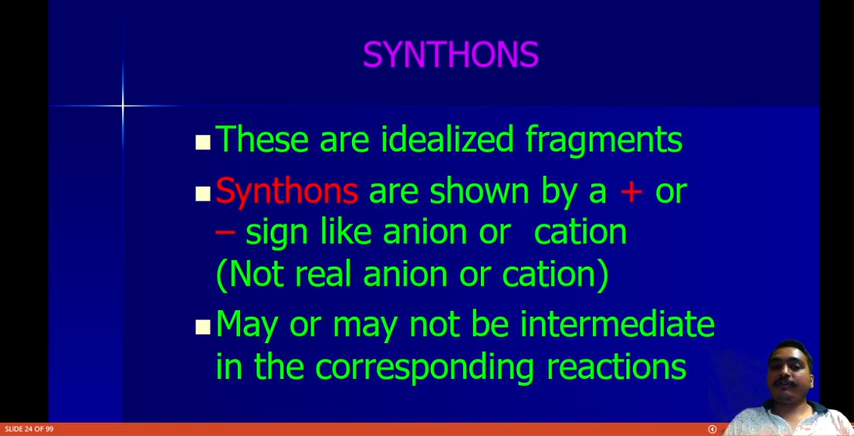 SYNTHONS
These are idealized fragments
Synthons are shown by a + or
– sign like anion or cation
(Not real anion or cation)
May or may not be intermediate
in the corresponding reactions
SLIDE 24 OF 99